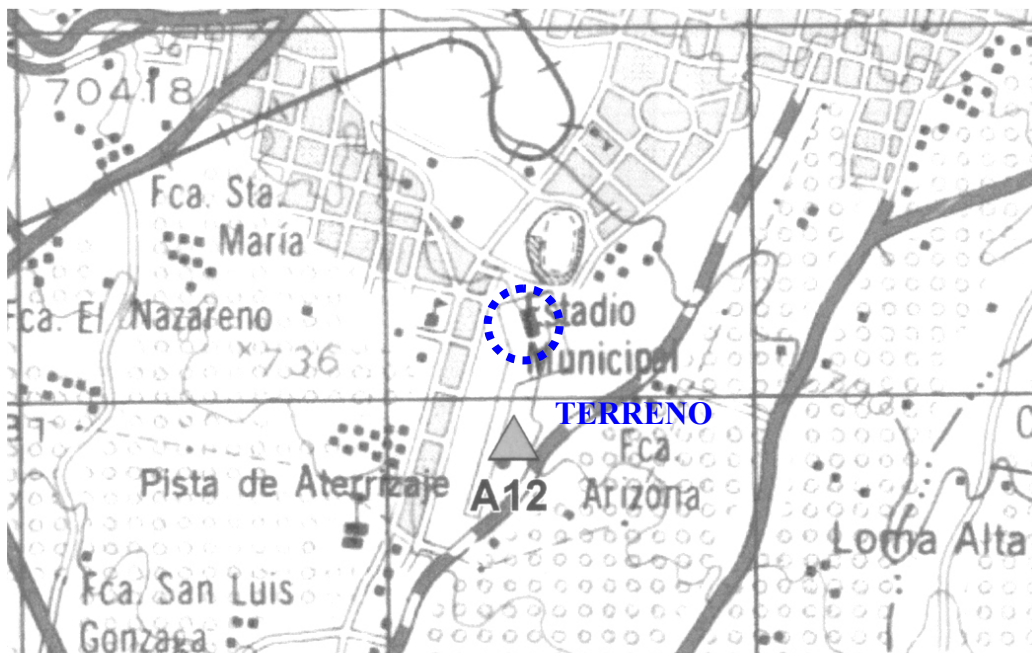 70418
Fca. Sta.
María
Fca. El Nazareno
736
Estadio
Municipal
TERRENO
Fca.
Arizona
Pista de Aterrizaje
A12
Loma Alta
Fca. San Luis
Gonzaga